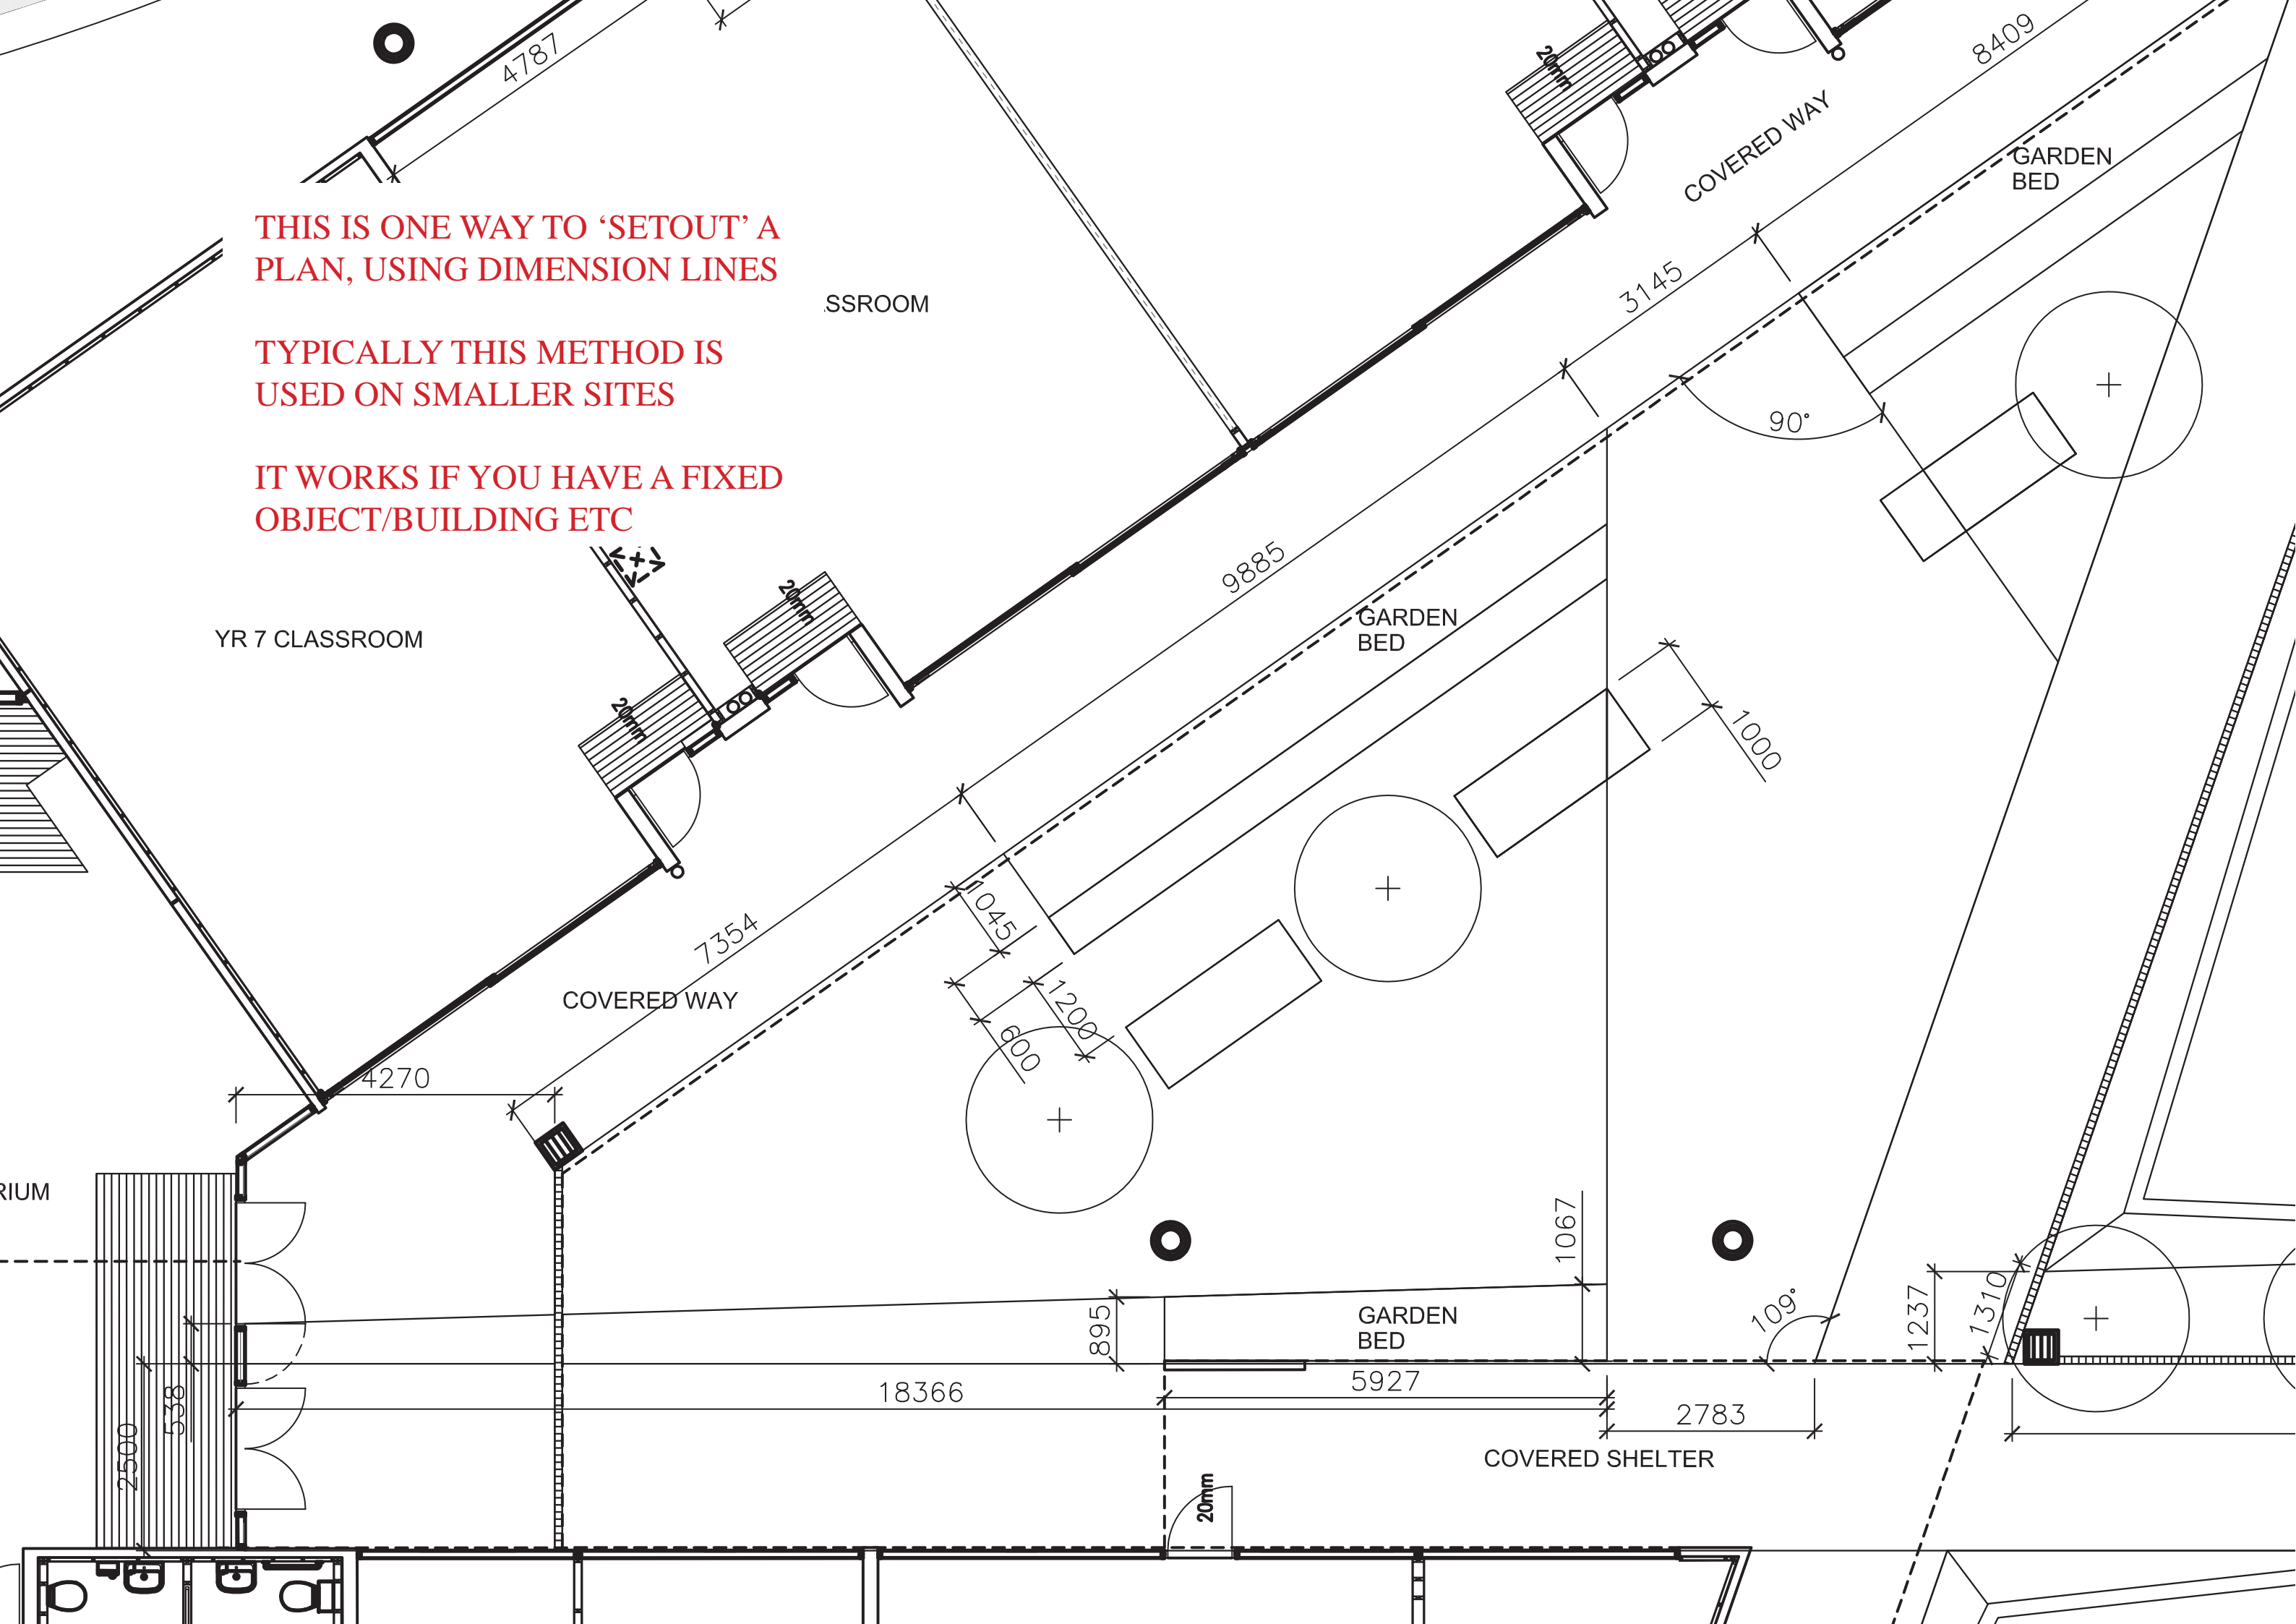 4787
8409
20mm
20mm
COVERED WAY
GARDEN
BED
THIS IS ONE WAY TO ‘SETOUT’ A
PLAN, USING DIMENSION LINES
TYPICALLY THIS METHOD IS
USED ON SMALLER SITES
IT WORKS IF YOU HAVE A FIXED
OBJECT/BUILDING ETC
SSROOM
3145
90°
9885
20mm
GARDEN
BED
YR 7 CLASSROOM
20mm
1000
7354
1045
COVERED WAY
1200
600
4270
RIUM
1067
895
GARDEN
BED
109°
1237
1310
538
18366
5927
2783
2500
COVERED SHELTER
20mm